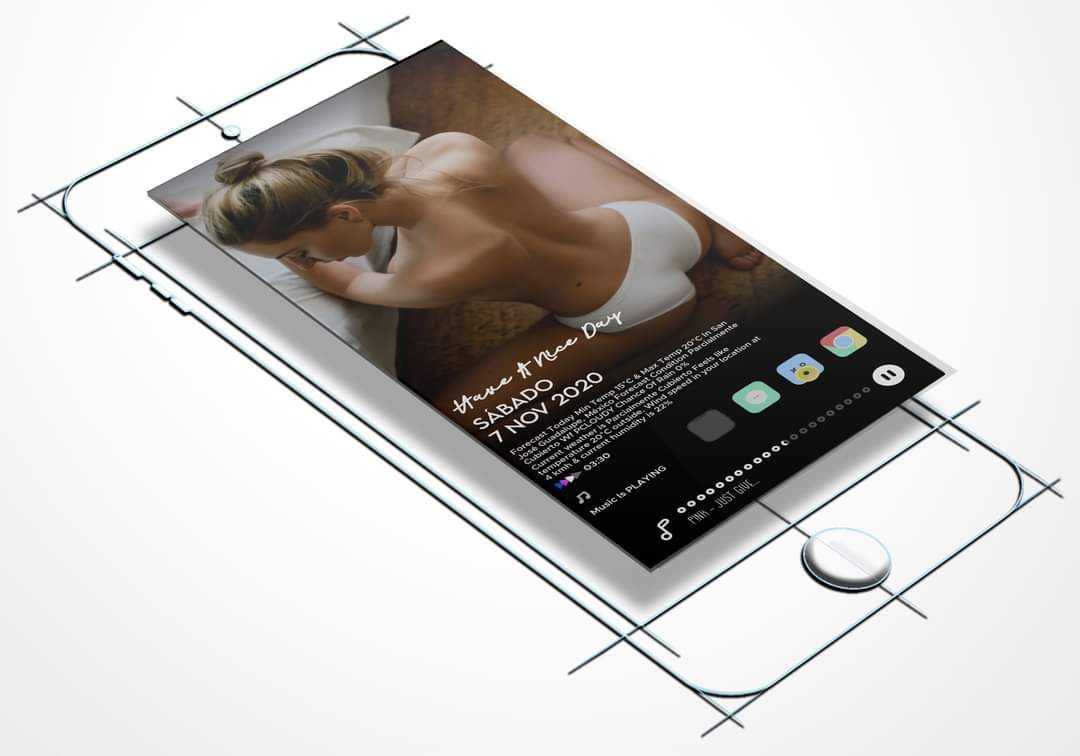 Have A Nice Day
SÁBADO
7 NOV 2020
Forecast Today Min Temp 15°C & Max Temp 20°C In San
José Guadalupe, México Forecast Condition Parcialmente
Cubierto W/ PCLOUDY Chance Of Rain 0%
Current weather is Parcialmente Cubierto Feels like
temperature 20°C outside. Wind speed in your location at
4 kmh & current humidity is 22%
03:30
Music Is PLAYING
PINK - JUST GIVE...